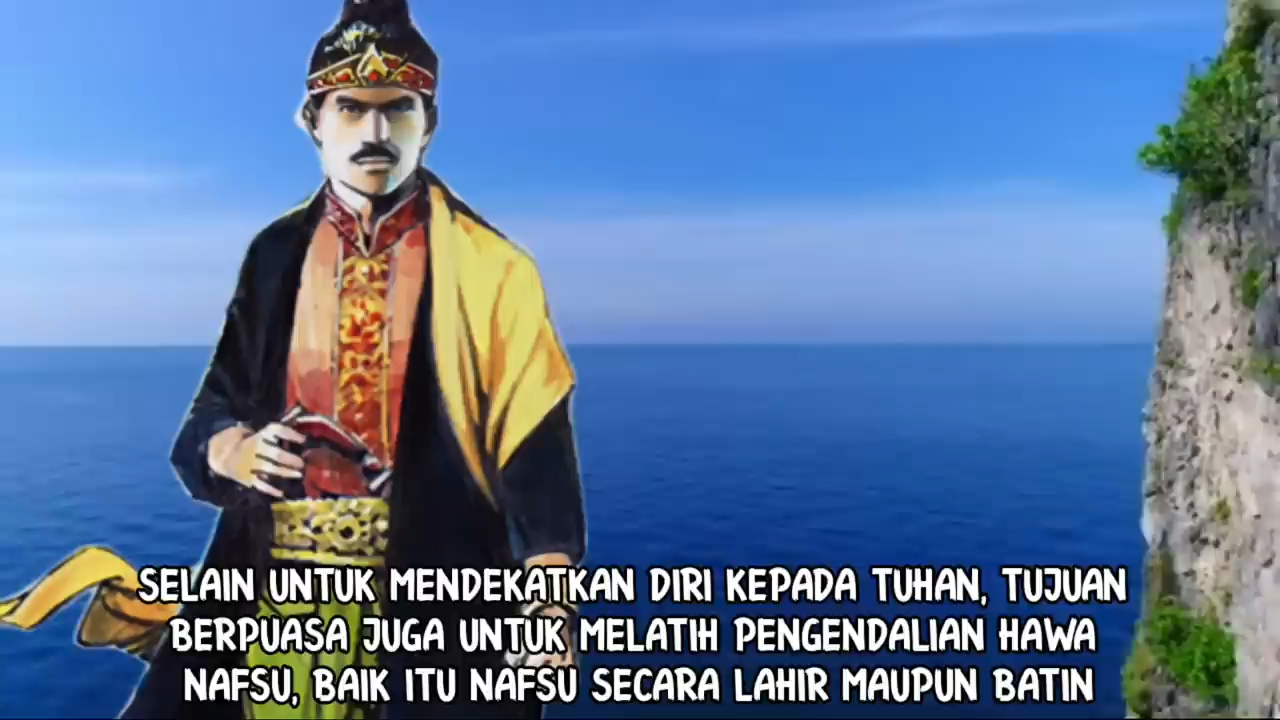 SELAIN UNTUK MENDEKATKAN DIRI KEPADA TUHAN, TUJUAN
BERPUASA JUGA UNTUK MELATIH PENGENDALIAN HAWA
NAFSU, BAIK ITU NAFSU SECARA LAHIR MAUPUN BATIN